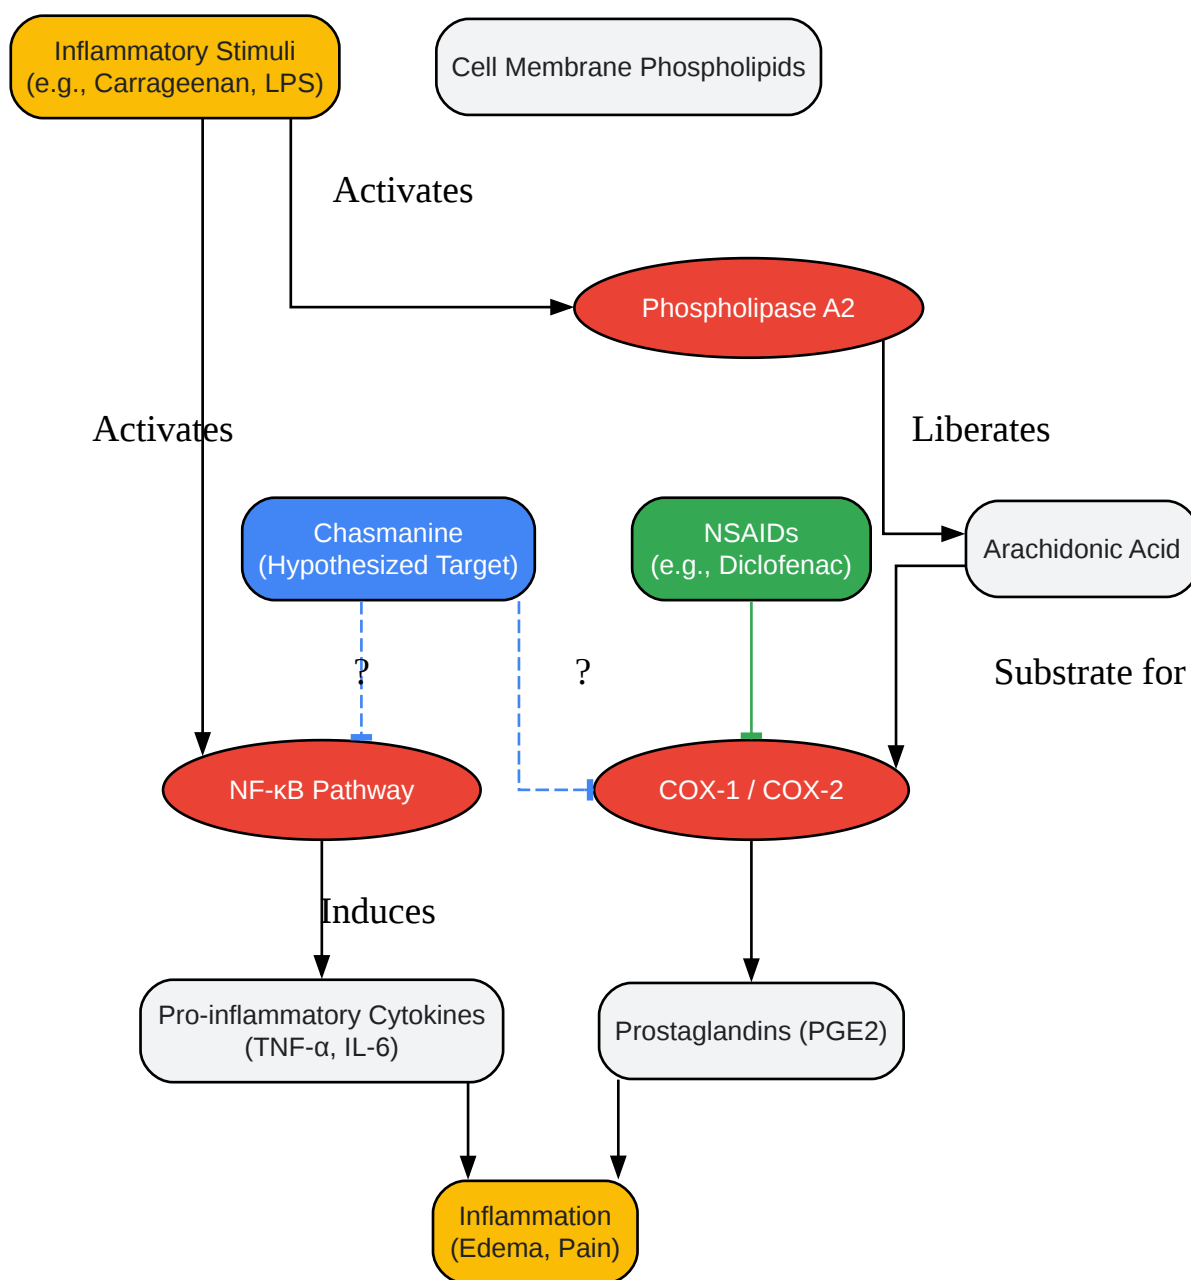 Inflammatory Stimuli
(e.g., Carrageenan, LPS)
Cell Membrane Phospholipids
Activates
Phospholipase A2
Activates
Liberates
Chasmanine
(Hypothesized Target)
NSAIDs
(e.g., Diclofenac)
Arachidonic Acid
?
?
Substrate for
NF-κB Pathway
COX-1 / COX-2
Induces
Pro-inflammatory Cytokines
(TNF-α, IL-6)
Prostaglandins (PGE2)
Inflammation
(Edema, Pain)